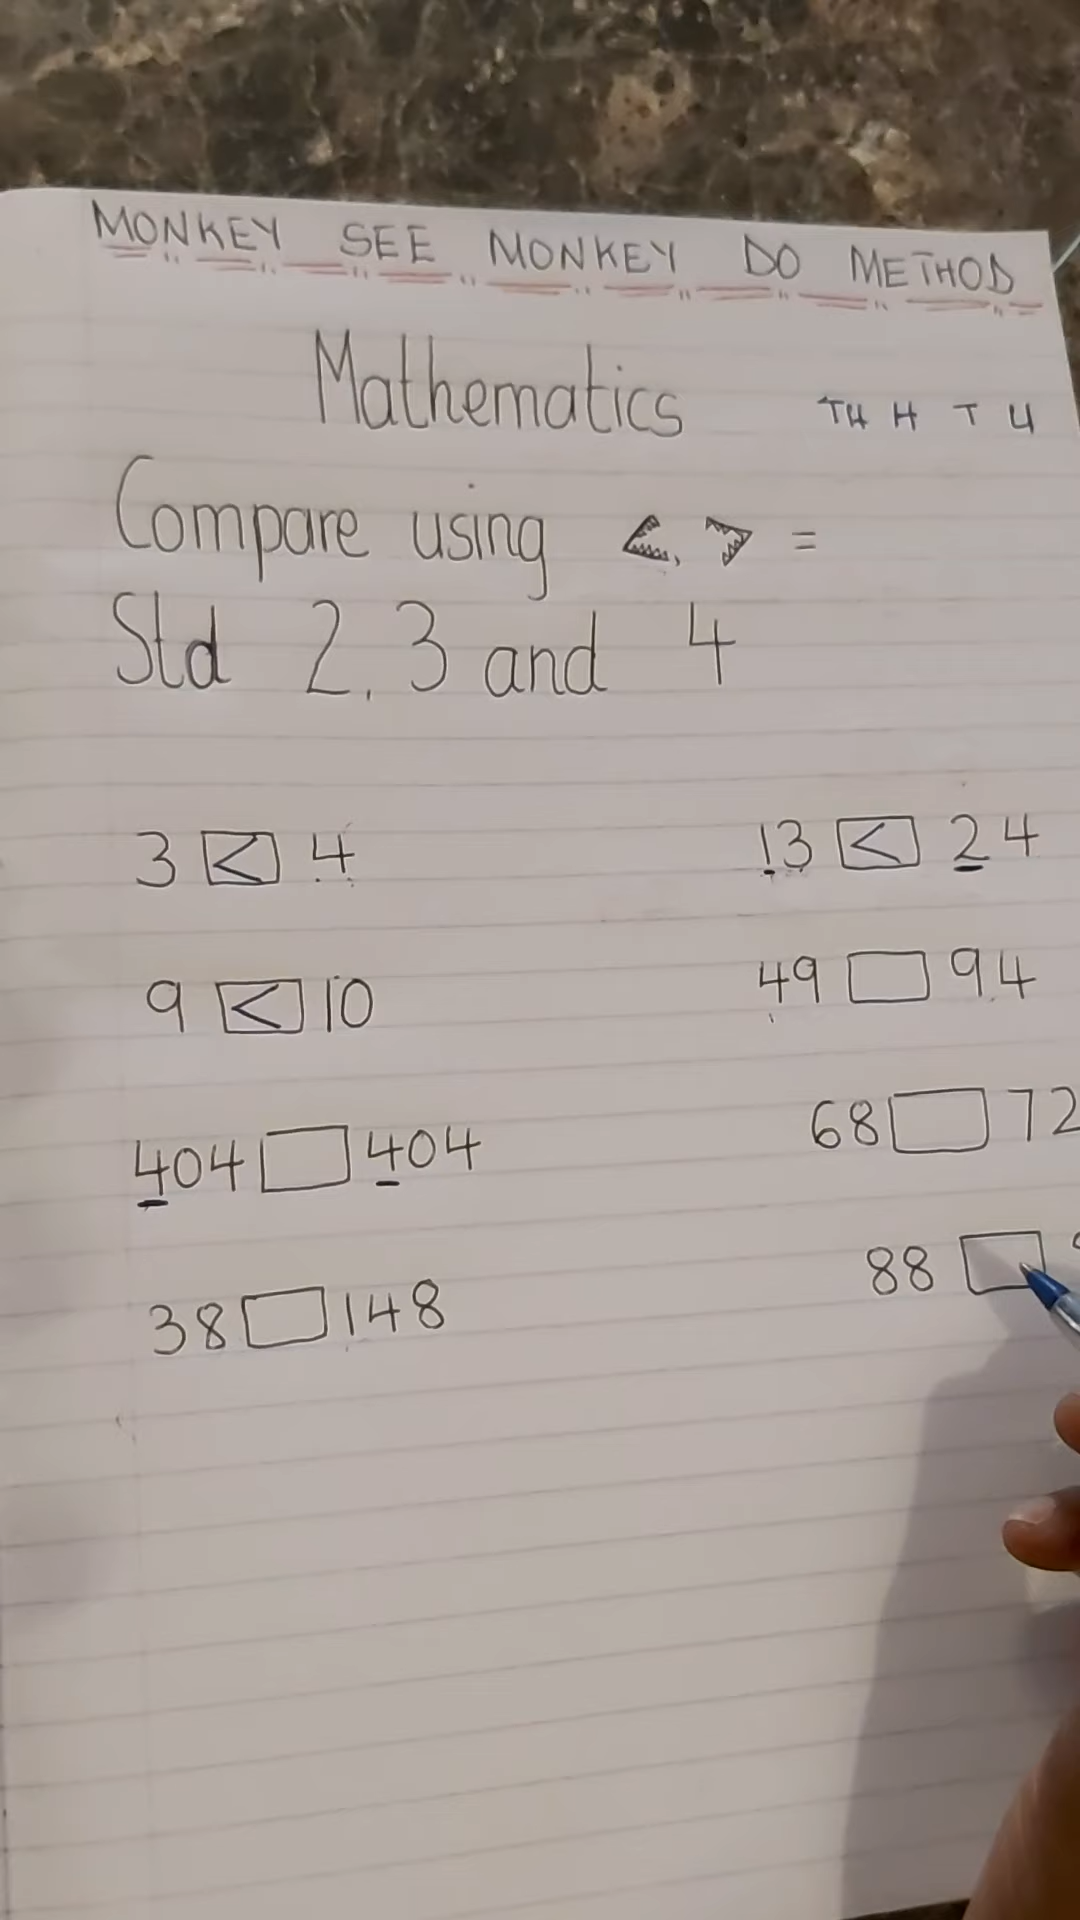 MONKEY SEE MONKEY DO METHOD
Mathematics
TH H T U
Compare using <, > =
Std 2, 3 and 4
3 < 4
13 < 24
9 < 10
49 □ 94
404 □ 404
68 □ 72
38 □ 148
88 □